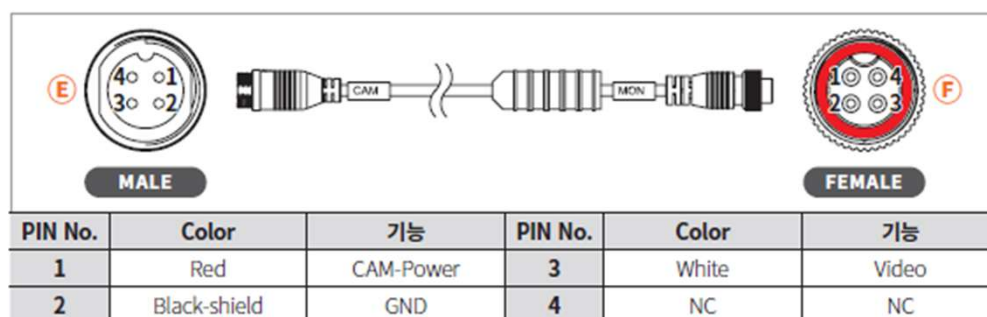 E
4 1
3 2
CAM
MON
1 4
2 3
F
MALE
FEMALE
PIN No. Color 기능 PIN No. Color 기능
1 Red CAM-Power 3 White Video
2 Black-shield GND 4 NC NC